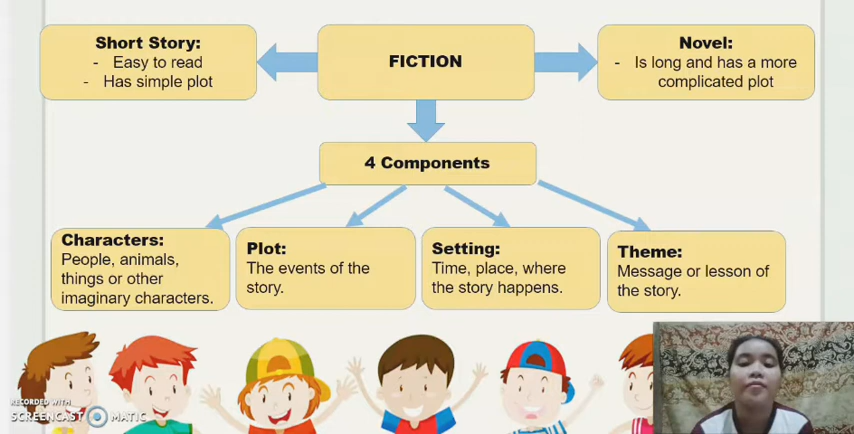 Short Story:
- Easy to read
- Has simple plot
FICTION
Novel:
- Is long and has a more
complicated plot
4 Components
Characters:
People, animals,
things or other
imaginary characters.
Plot:
The events of the
story.
Setting:
Time, place, where
the story happens.
Theme:
Message or lesson of
the story.
RECORDED WITH
SCREENCAST MATIC